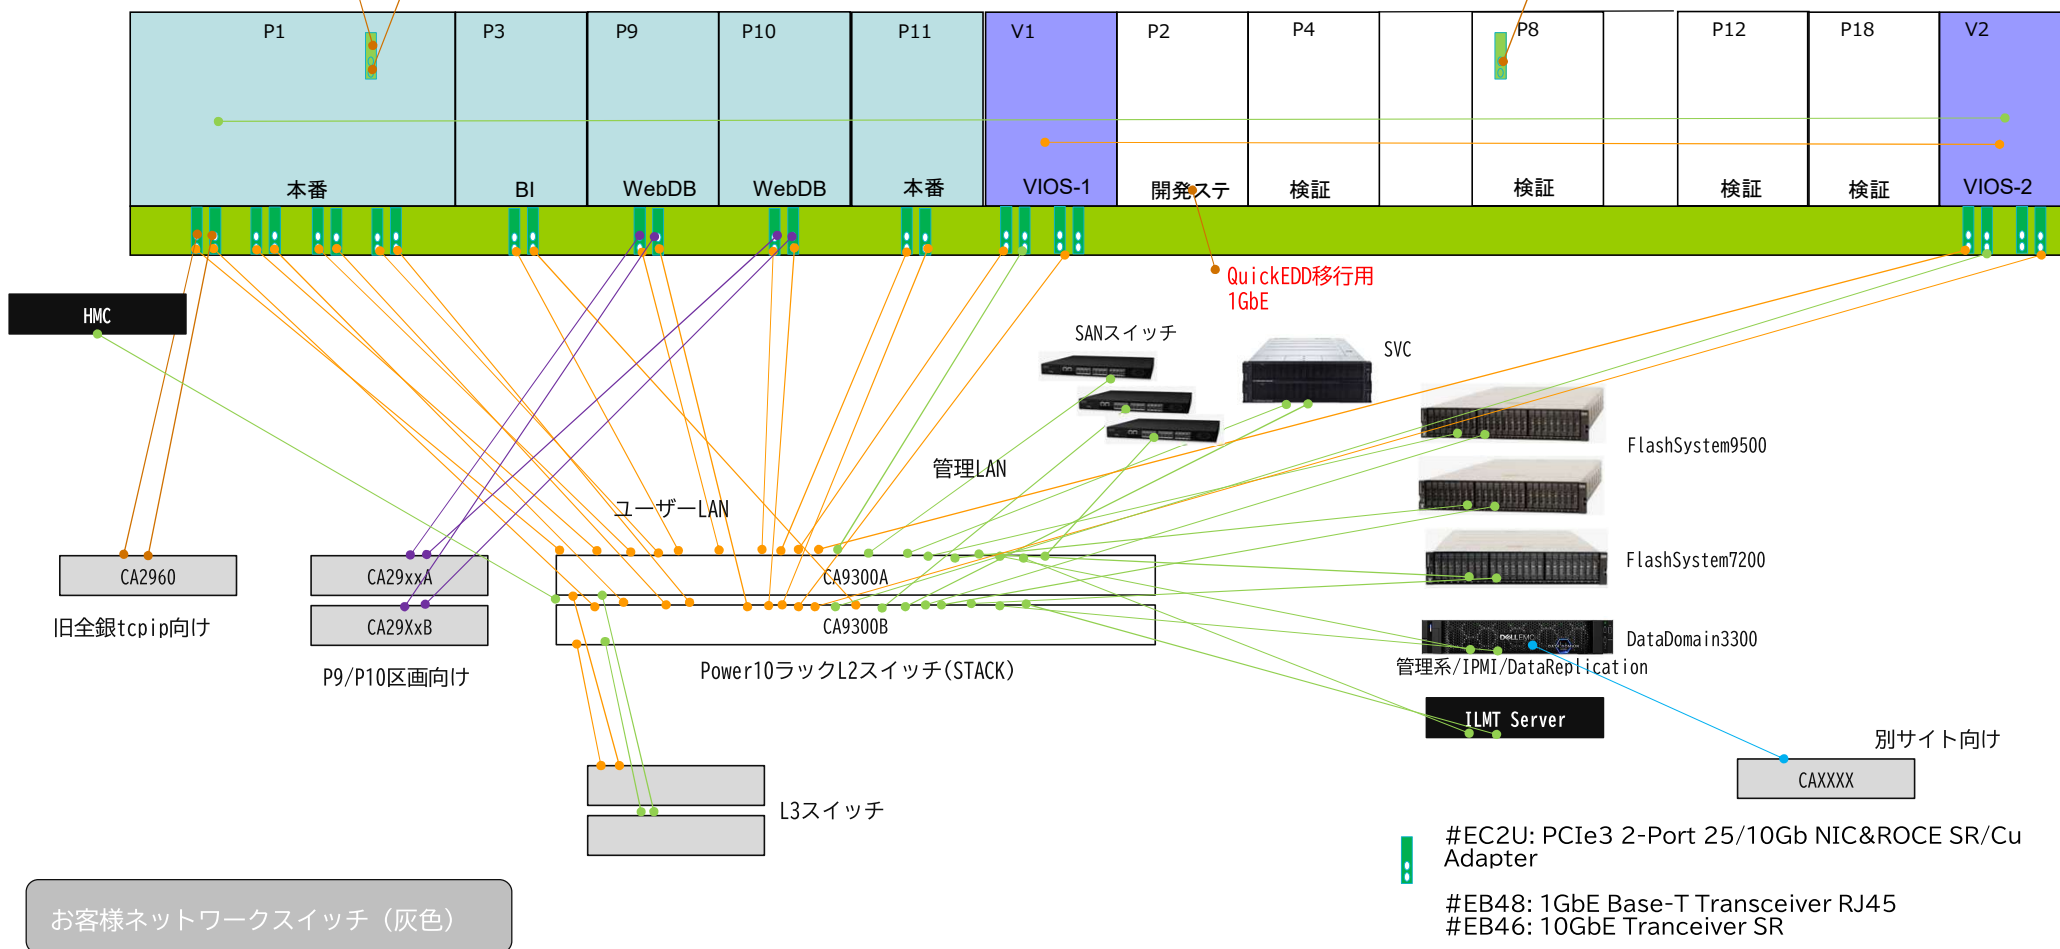 P1
P3
P9
P10
P11
V1
P2
P4
P8
P12
P18
V2
本番
BI
WebDB
WebDB
本番
VIOS-1
開発ステ
検証
検証
検証
検証
VIOS-2
QuickEDD移行用
1GbE
HMC
SANスイッチ
SVC
FlashSystem9500
管理LAN
ユーザーLAN
FlashSystem7200
CA2960
CA29xxA
CA9300A
旧全銀tcpip向け
CA29XxB
CA9300B
DELLEMC
DataDomain3300
管理系/IPMI/DataReplication
P9/P10区画向け
Power10ラックL2スイッチ(STACK)
ILMT Server
別サイト向け
CAXXXX
L3スイッチ
#EC2U: PCIe3 2-Port 25/10Gb NIC&ROCE SR/Cu
Adapter
#EB48: 1GbE Base-T Transceiver RJ45
#EB46: 10GbE Tranceiver SR
お客様ネットワークスイッチ（灰色）